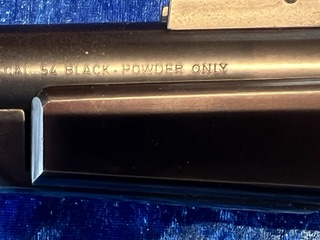 CAL. 54 BLACK-POWDER ONLY